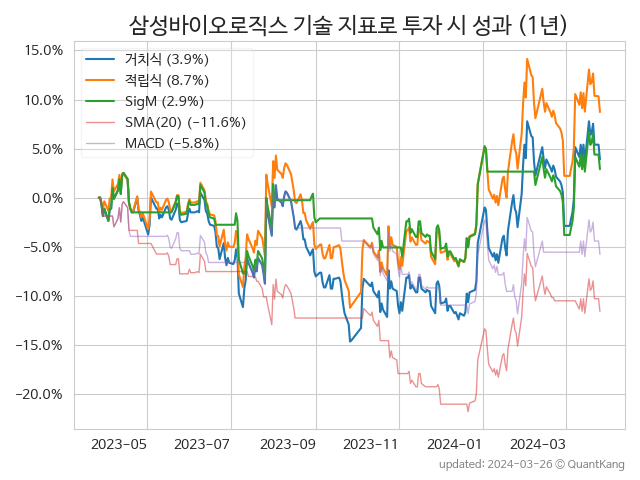 삼성바이오로직스 기술 지표로 투자 시 성과 (1년)
15.0%
10.0%
5.0%
0.0%
−5.0%
−10.0%
−15.0%
−20.0%
거치식 (3.9%)
적립식 (8.7%)
SigM (2.9%)
SMA(20) (−11.6%)
MACD (−5.8%)
2023-05 2023-07 2023-09 2023-11 2024-01 2024-03
updated: 2024-03-26 © QuantKang